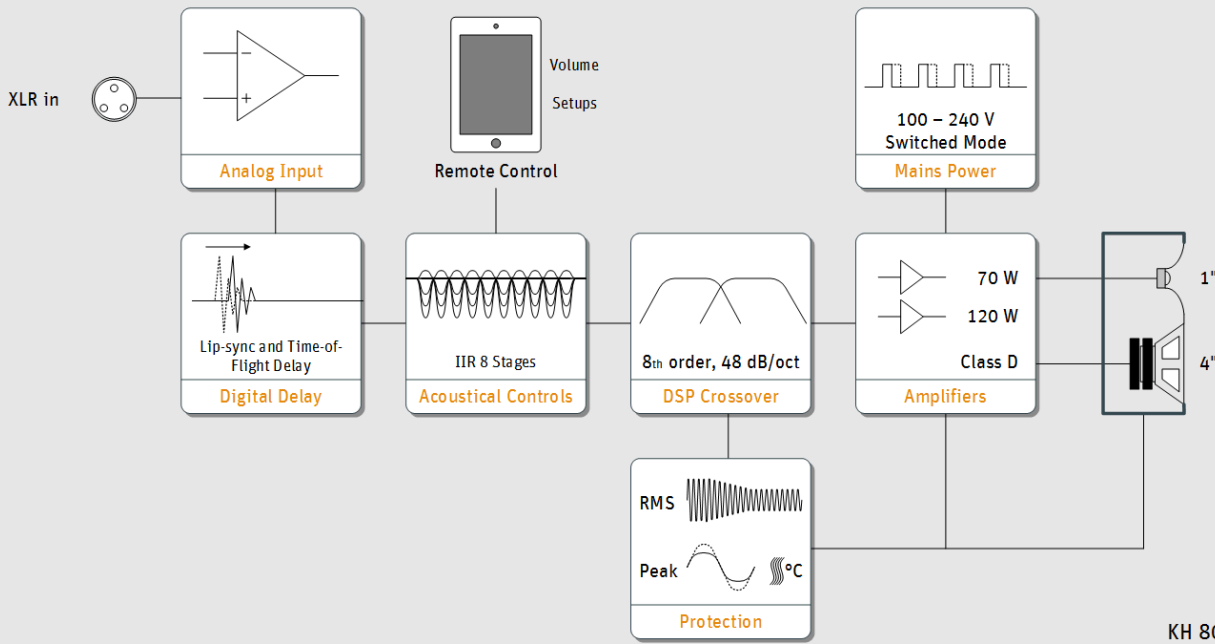 XLR in
Analog Input
Volume
Setups
Remote Control
100 – 240 V
Switched Mode
Mains Power
Lip-sync and Time-of-
Flight Delay
Digital Delay
IIR 8 Stages
Acoustical Controls
8th order, 48 dB/oct
DSP Crossover
70 W
120 W
Class D
Amplifiers
1"
4"
RMS
Peak
°C
Protection
KH